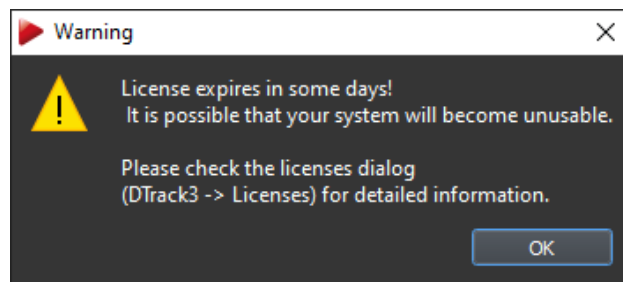 Warning
License expires in some days!
It is possible that your system will become unusable.
Please check the licenses dialog
(DTrack3 -> Licenses) for detailed information.
OK